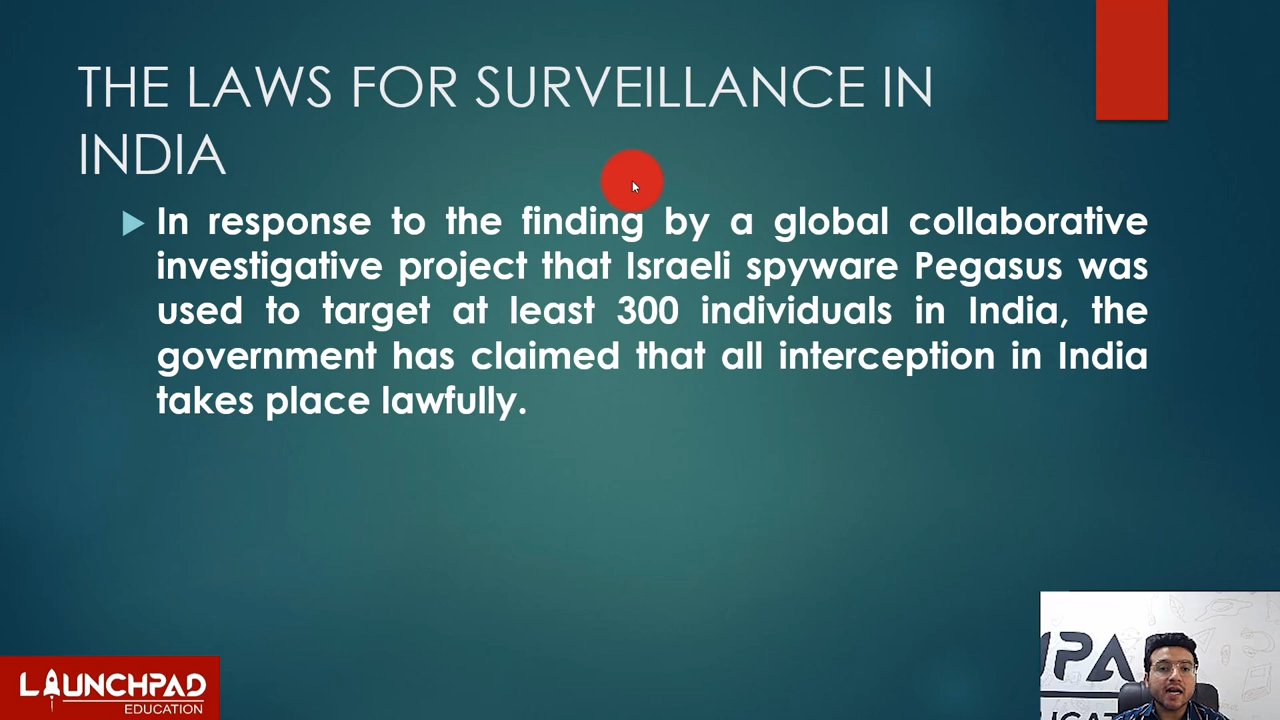 THE LAWS FOR SURVEILLANCE IN
INDIA
In response to the finding by a global collaborative
investigative project that Israeli spyware Pegasus was
used to target at least 300 individuals in India, the
government has claimed that all interception in India
takes place lawfully.
LAUNCHPAD
EDUCATION